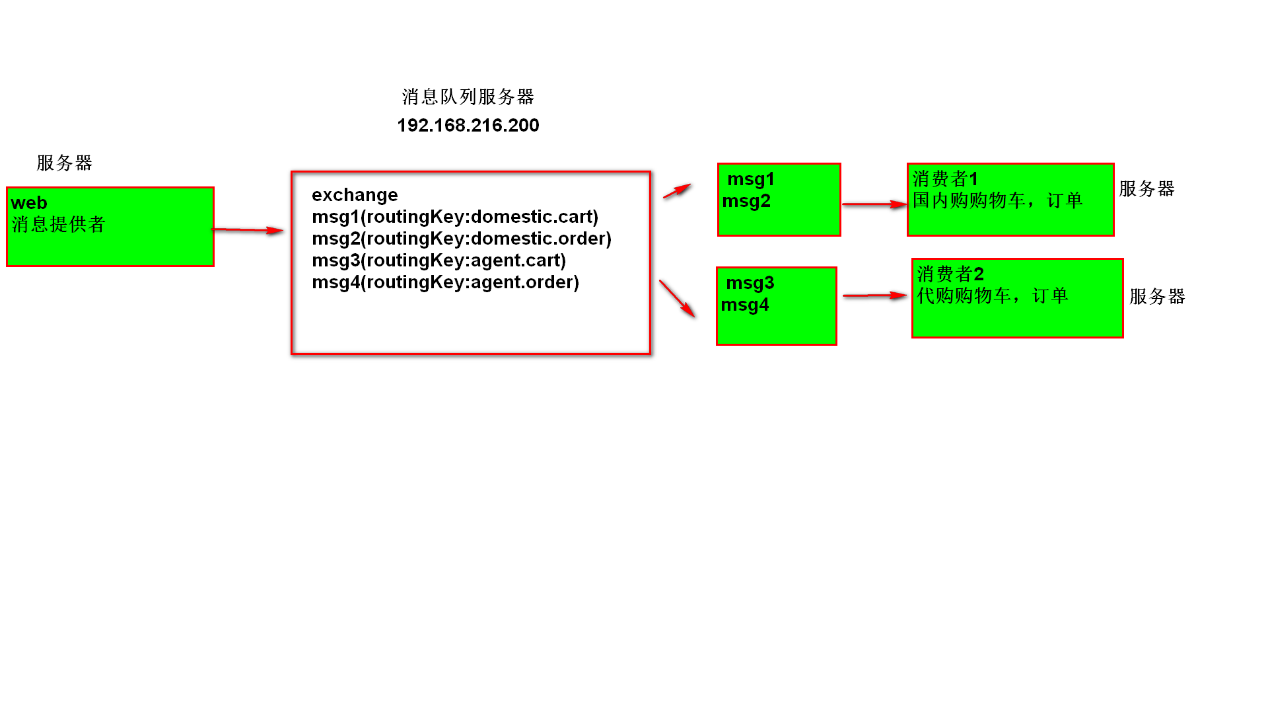 消息队列服务器
192.168.216.200
服务器
web
消息提供者
exchange
msg1(routingKey:domestic.cart)
msg2(routingKey:domestic.order)
msg3(routingKey:agent.cart)
msg4(routingKey:agent.order)
msg1
msg2
消费者1
国内购购物车，订单
服务器
msg3
msg4
消费者2
代购购物车，订单
服务器